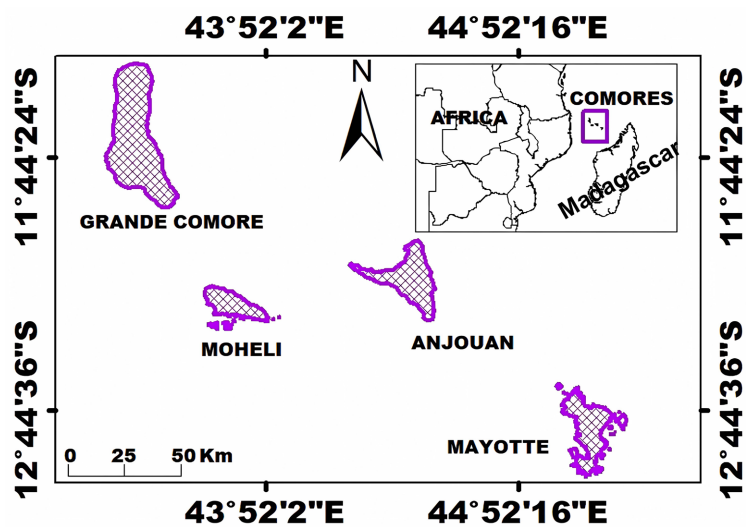 43°52'2"E 44°52'16"E
N
COMORES
AFRICA
Madagascar
11°44'24"S
11°44'24"S
GRANDE COMORE
MOHELI
ANJOUAN
12°44'36"S
12°44'36"S
MAYOTTE
0 25 50 Km
43°52'2"E 44°52'16"E